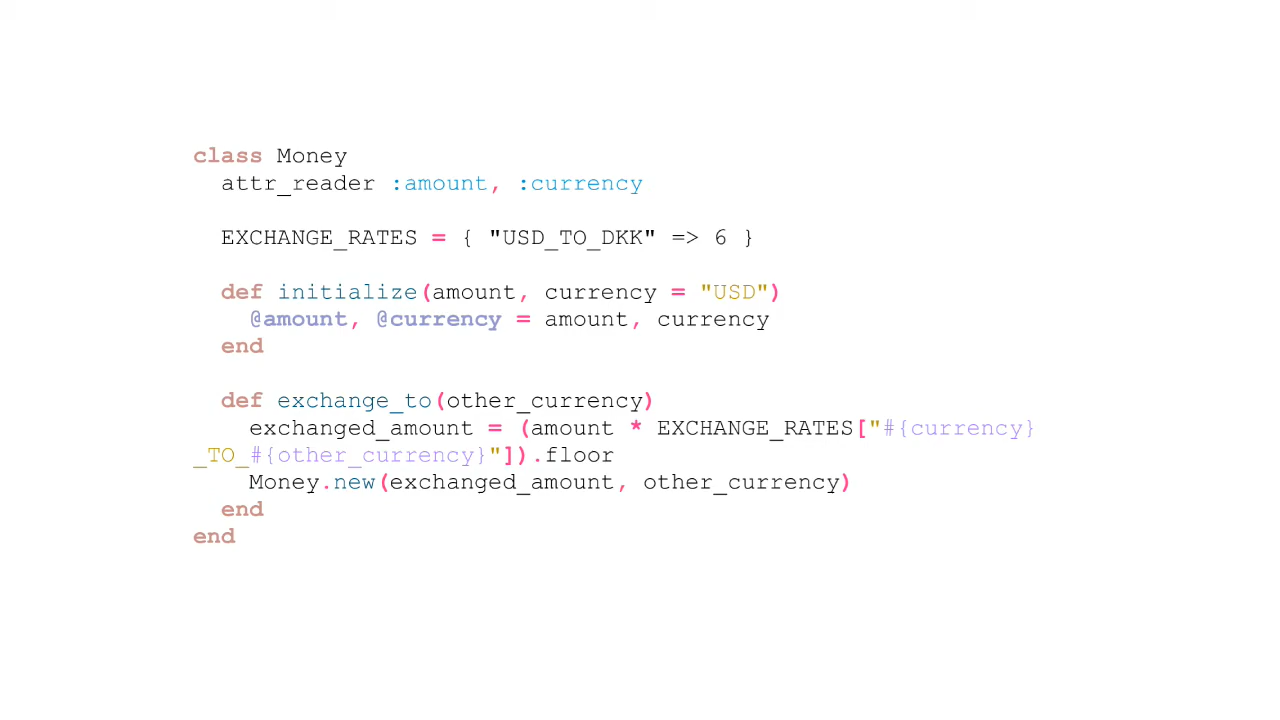 class Money
  attr_reader :amount, :currency
  EXCHANGE_RATES = { "USD_TO_DKK" => 6 }
  def initialize(amount, currency = "USD")
    @amount, @currency = amount, currency
  end
  def exchange_to(other_currency)
    exchanged_amount = (amount * EXCHANGE_RATES["#{currency}
_TO_#{other_currency}"]).floor
    Money.new(exchanged_amount, other_currency)
  end
end